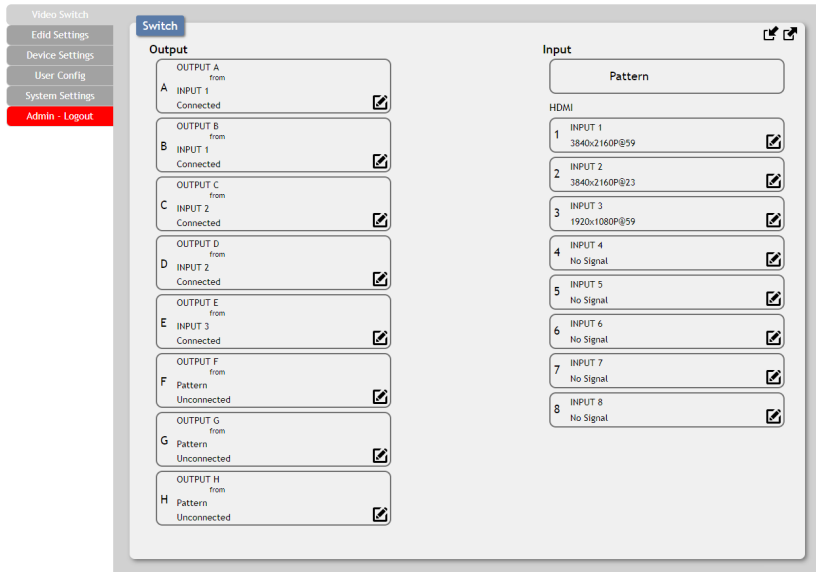 Video Switch
Edid Settings
Device Settings
User Config
System Settings
Admin - Logout
Switch
Output
OUTPUT A
from
A
INPUT 1
Connected
OUTPUT B
from
B
INPUT 1
Connected
OUTPUT C
from
C
INPUT 2
Connected
OUTPUT D
from
D
INPUT 2
Connected
OUTPUT E
from
E
INPUT 3
Connected
OUTPUT F
from
F
Pattern
Unconnected
OUTPUT G
from
G
Pattern
Unconnected
OUTPUT H
from
H
Pattern
Unconnected
Input
Pattern
HDMI
1
INPUT 1
3840x2160P@59
2
INPUT 2
3840x2160P@23
3
INPUT 3
1920x1080P@59
4
INPUT 4
No Signal
5
INPUT 5
No Signal
6
INPUT 6
No Signal
7
INPUT 7
No Signal
8
INPUT 8
No Signal